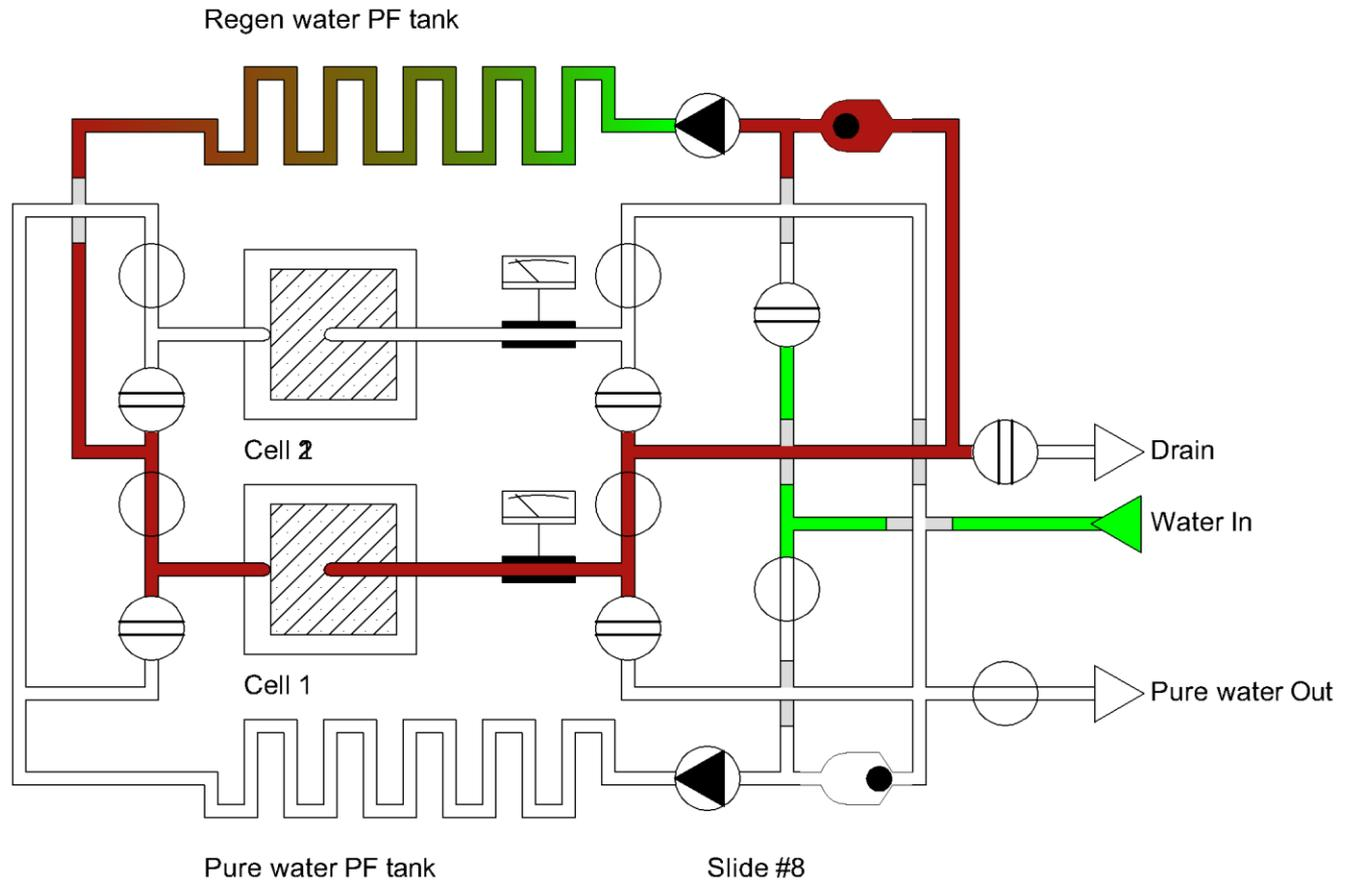 Regen water PF tank
Cell 2
Drain
Water In
Cell 1
Pure water Out
Pure water PF tank
Slide #8